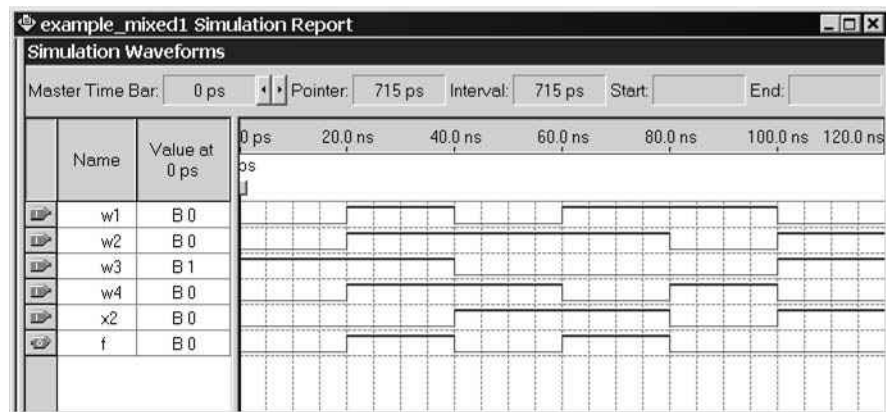 example_mixed1 Simulation Report
Simulation Waveforms
Master Time Bar: 0 ps Pointer: 715 ps Interval: 715 ps Start: End:
Name Value at 0 ps
0 ps 20.0 ns 40.0 ns 60.0 ns 80.0 ns 100.0 ns 120.0 ns
ps
w1 B 0
w2 B 0
w3 B 1
w4 B 0
x2 B 0
f B 0